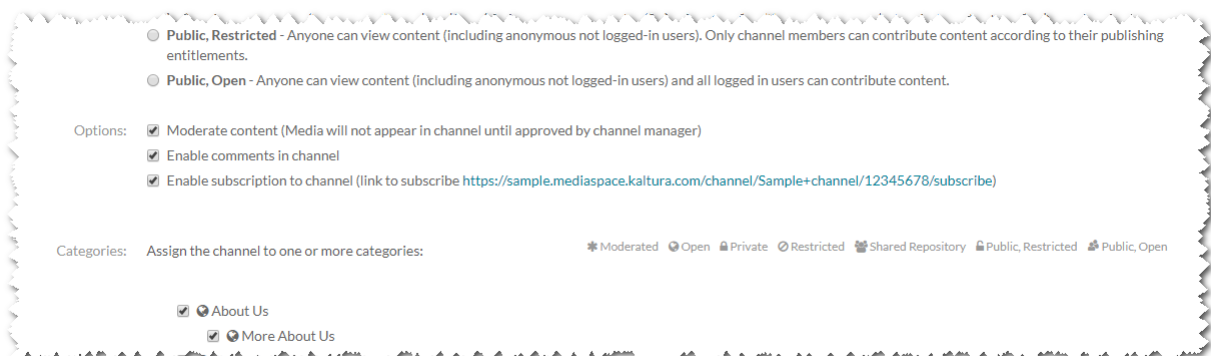 Public, Restricted - Anyone can view content (including anonymous not logged-in users). Only channel members can contribute content according to their publishing
entitlements.
Public, Open - Anyone can view content (including anonymous not logged-in users) and all logged in users can contribute content.
Options: Moderate content (Media will not appear in channel until approved by channel manager)
Enable comments in channel
Enable subscription to channel (link to subscribe https://sample.mediaspace.kaltura.com/channel/Sample+channel/12345678/subscribe)
Categories: Assign the channel to one or more categories: Moderated Open Private Restricted Shared Repository Public, Restricted Public, Open
About Us
More About Us